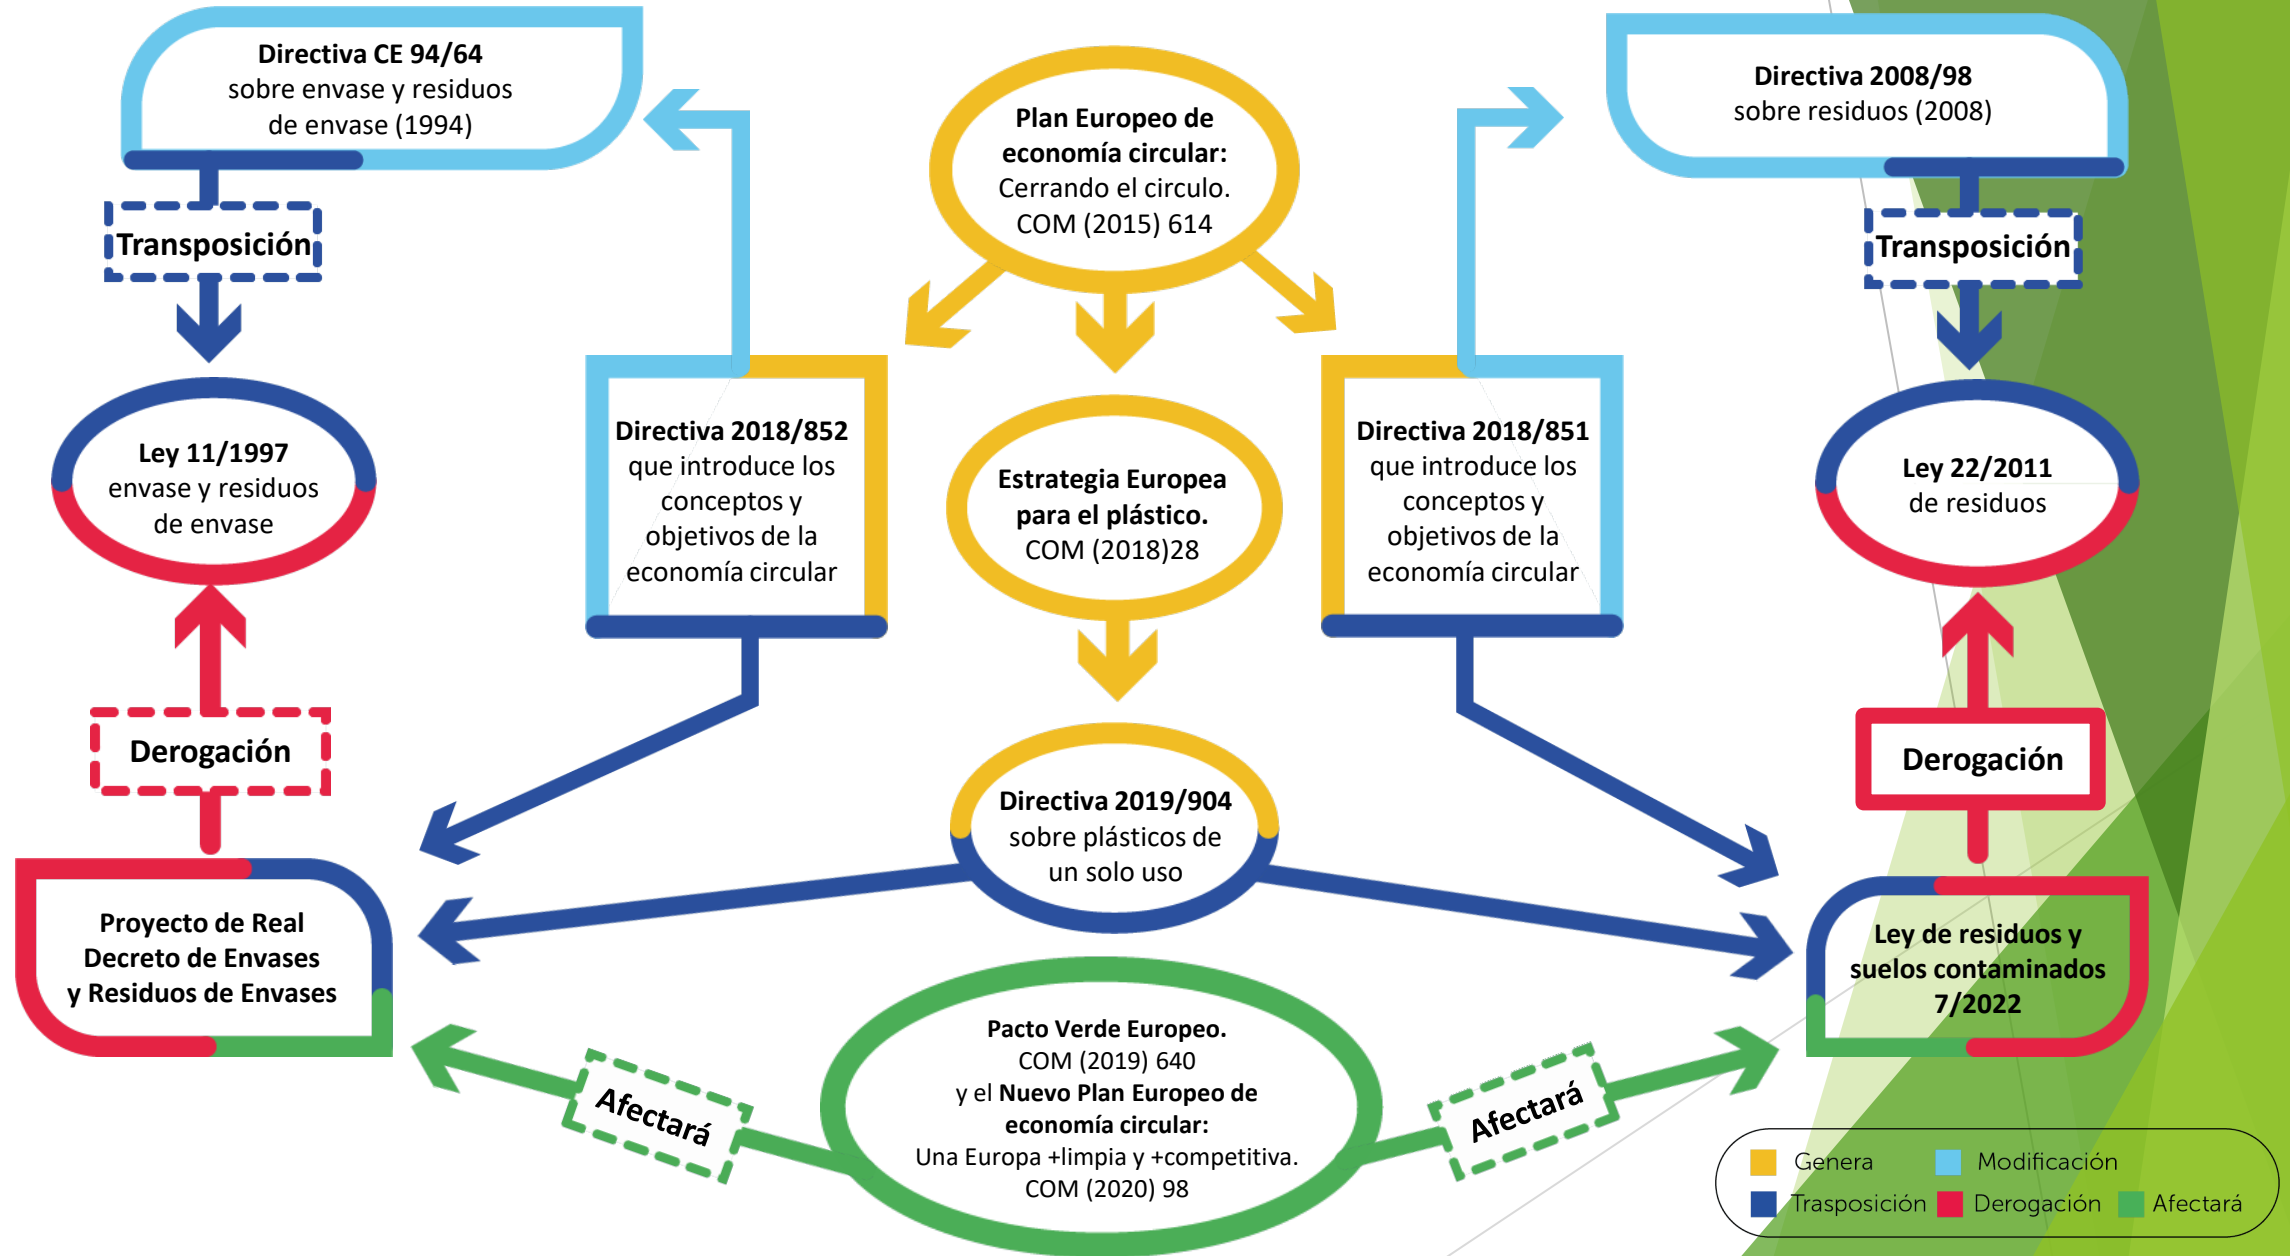 Directiva CE 94/64
sobre envase y residuos
de envase (1994)
Plan Europeo de
economía circular:
Cerrando el circulo.
COM (2015) 614
Directiva 2008/98
sobre residuos (2008)
Transposición
Transposición
Ley 11/1997
envase y residuos
de envase
Directiva 2018/852
que introduce los
conceptos y
objetivos de la
economía circular
Estrategia Europea
para el plástico.
COM (2018)28
Directiva 2018/851
que introduce los
conceptos y
objetivos de la
economía circular
Ley 22/2011
de residuos
Derogación
Derogación
Directiva 2019/904
sobre plásticos de
un solo uso
Proyecto de Real
Decreto de Envases
y Residuos de Envases
Ley de residuos y
suelos contaminados
7/2022
Pacto Verde Europeo.
COM (2019) 640
y el Nuevo Plan Europeo de
economía circular:
Una Europa +limpia y +competitiva.
COM (2020) 98
Afectará
Afectará
Genera
Modificación
Trasposición
Derogación
Afectará